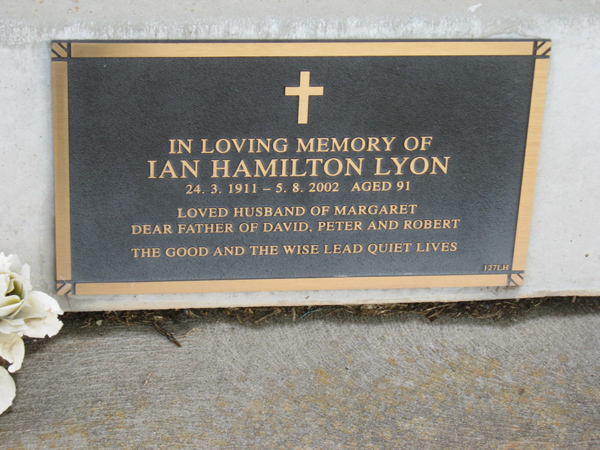 IN LOVING MEMORY OF
IAN HAMILTON LYON
24. 3. 1911 – 5. 8. 2002 AGED 91
LOVED HUSBAND OF MARGARET
DEAR FATHER OF DAVID, PETER AND ROBERT
THE GOOD AND THE WISE LEAD QUIET LIVES
127LH